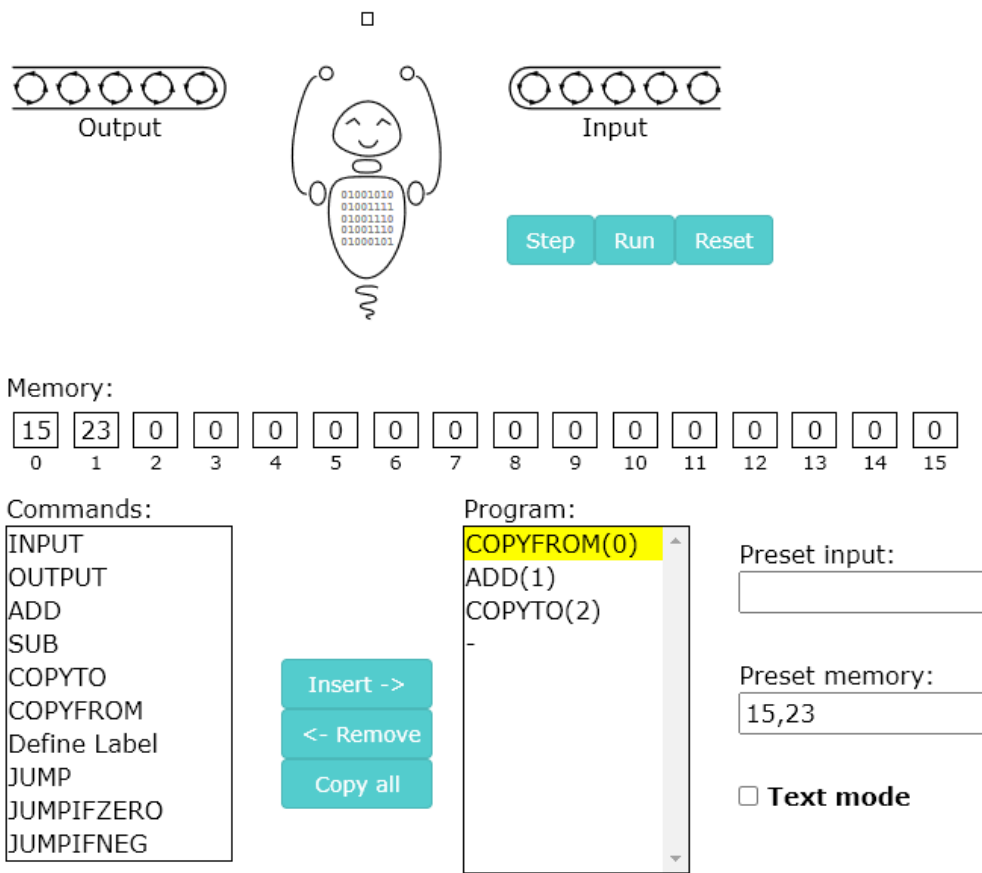 Output
Input
01001010
01001111
01001110
01001110
01000101
Step Run Reset
Memory:
15 23 0 0 0 0 0 0 0 0 0 0 0 0 0 0
0 1 2 3 4 5 6 7 8 9 10 11 12 13 14 15
Commands:
INPUT
OUTPUT
ADD
SUB
COPYTO
COPYFROM
Define Label
JUMP
JUMPIFZERO
JUMPIFNEG
Insert ->
<- Remove
Copy all
Program:
COPYFROM(0)
ADD(1)
COPYTO(2)
-
Preset input:
Preset memory:
15,23
Text mode